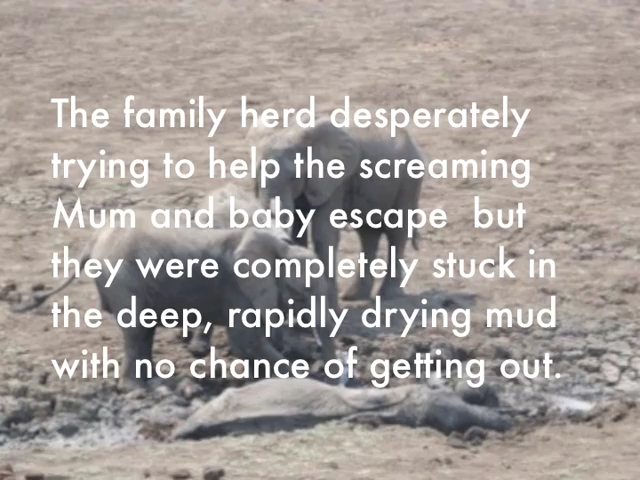 The family herd desperately
trying to help the screaming
Mum and baby escape  but
they were completely stuck in
the deep, rapidly drying mud
with no chance of getting out.